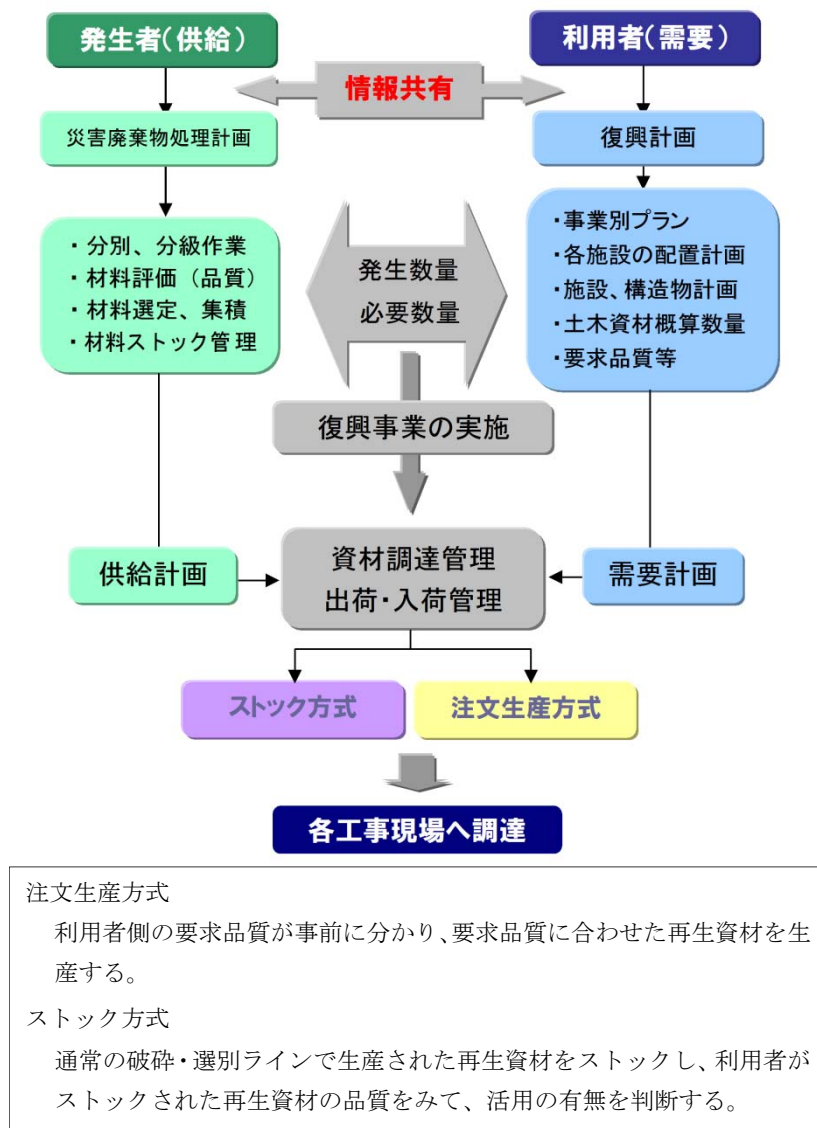 発生者(供給)
利用者(需要)
情報共有
災害廃棄物処理計画
復興計画
・分別、分級作業
・材料評価（品質）
・材料選定、集積
・材料ストック管理
発生数量
必要数量
・事業別プラン
・各施設の配置計画
・施設、構造物計画
・土木資材概算数量
・要求品質等
復興事業の実施
供給計画
資材調達管理
出荷・入荷管理
需要計画
ストック方式
注文生産方式
各工事現場へ調達
注文生産方式
利用者側の要求品質が事前に分かり、要求品質に合わせた再生資材を生
産する。
ストック方式
通常の破砕・選別ラインで生産された再生資材をストックし、利用者が
ストックされた再生資材の品質をみて、活用の有無を判断する。